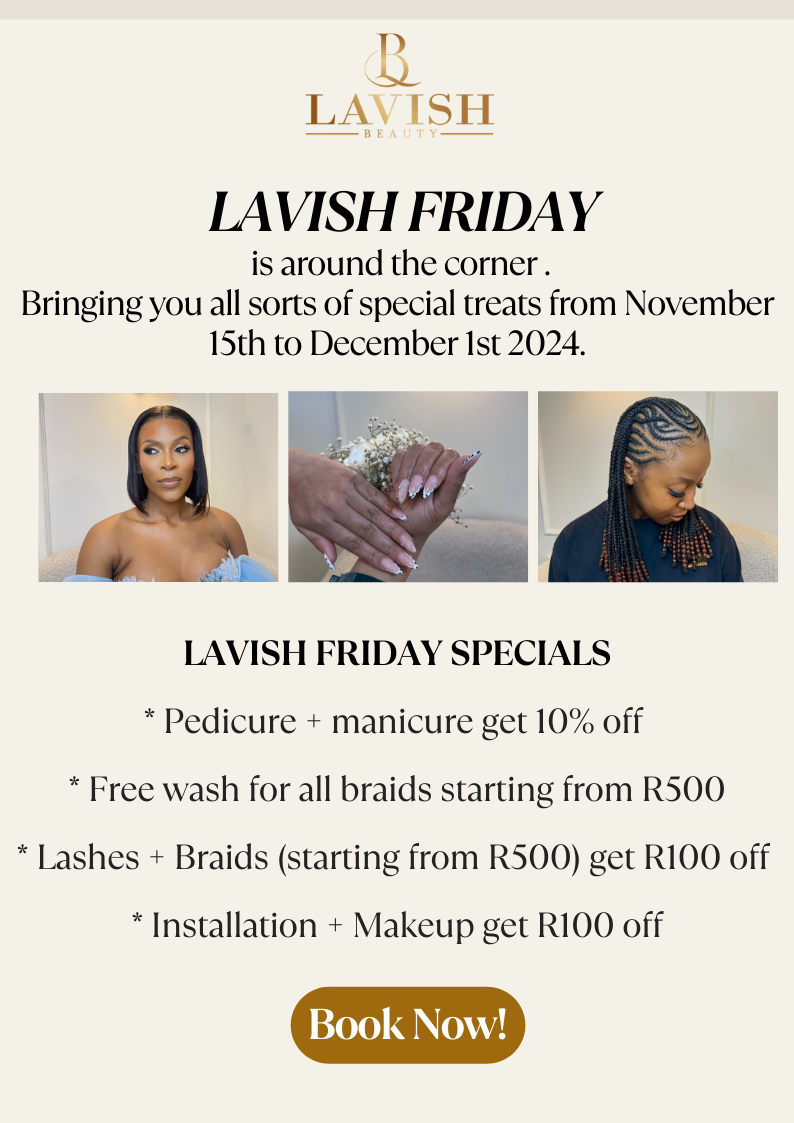 B
LAVISH
BEAUTY
LAVISH FRIDAY
is around the corner .
Bringing you all sorts of special treats from November
15th to December 1st 2024.
LAVISH FRIDAY SPECIALS
* Pedicure + manicure get 10% off
* Free wash for all braids starting from R500
* Lashes + Braids (starting from R500) get R100 off
* Installation + Makeup get R100 off
Book Now!